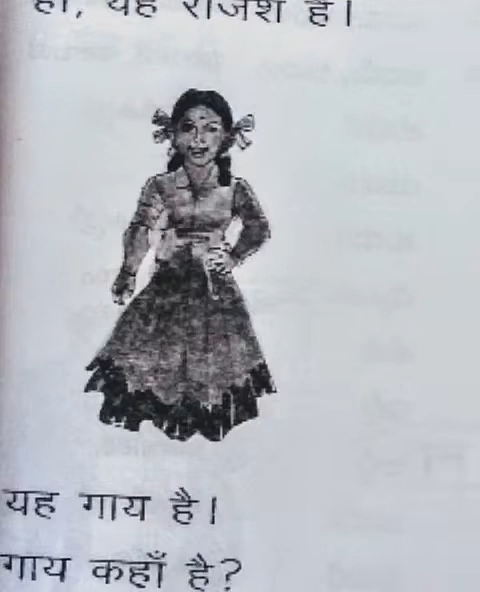 हाँ, यह राजेश है।
यह गाय है।
गाय कहाँ है?